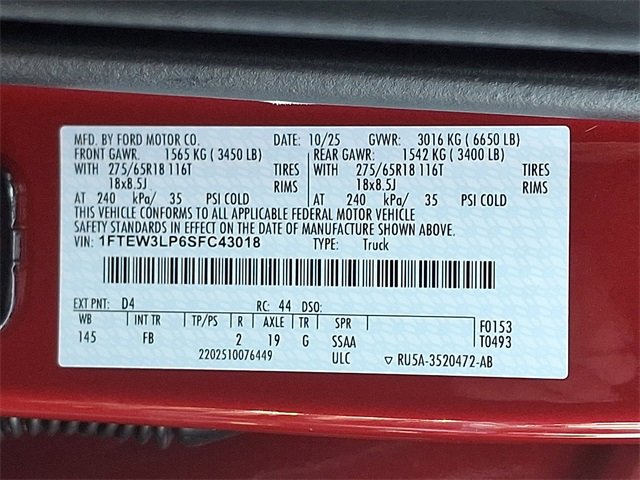 MFD. BY FORD MOTOR CO. DATE: 10/25 GVWR: 3016 KG ( 6650 LB)
FRONT GAWR: 1565 KG ( 3450 LB) REAR GAWR: 1542 KG ( 3400 LB)
WITH 275/65R18 116T TIRES WITH 275/65R18 116T TIRES
18x8.5J RIMS 18x8.5J RIMS
AT 240 kPa/ 35 PSI COLD AT 240 kPa/ 35 PSI COLD
THIS VEHICLE CONFORMS TO ALL APPLICABLE FEDERAL MOTOR VEHICLE
SAFETY STANDARDS IN EFFECT ON THE DATE OF MANUFACTURE SHOWN ABOVE.
VIN: 1FTEW3LP6SFC43018 TYPE: Truck
EXT PNT: D4 RC: 44 DSO:
WB INT TR TP/PS R AXLE TR SPR F0153
145 FB 2 19 G SSAA T0493
2202510076449 ULC ▽ RU5A-3520472-AB